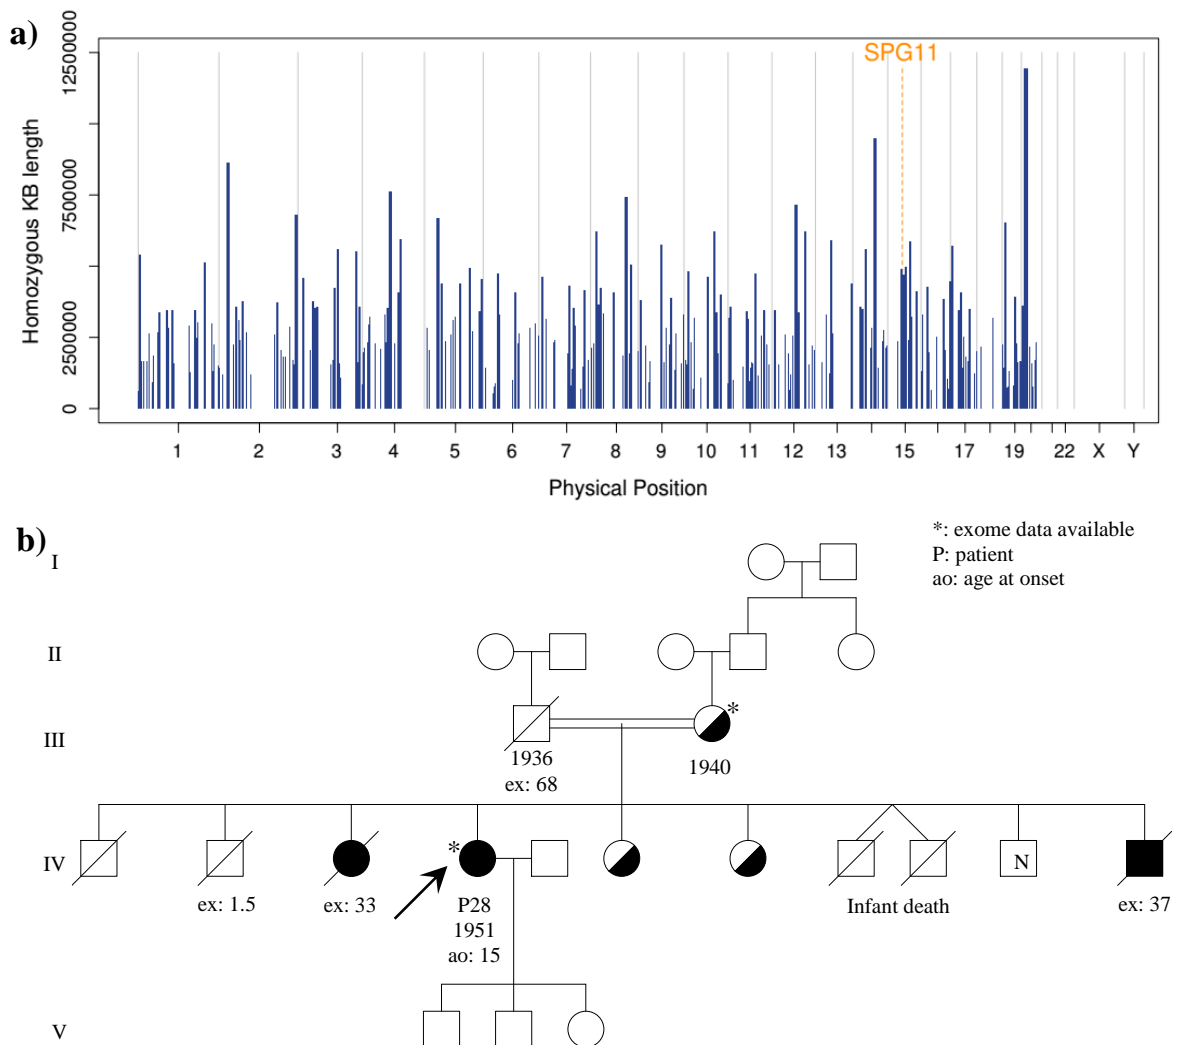 a)
SPG11
Homozygous KB length
0 2500000 7500000 12500000
1 2 3 4 5 6 7 8 9 10 11 12 13 15 17 19 22 X Y
Physical Position
b)
*: exome data available
P: patient
ao: age at onset
I
II
III
*
1936
ex: 68
1940
IV
*
N
ex: 1.5
ex: 33
P28
1951
ao: 15
Infant death
ex: 37
V